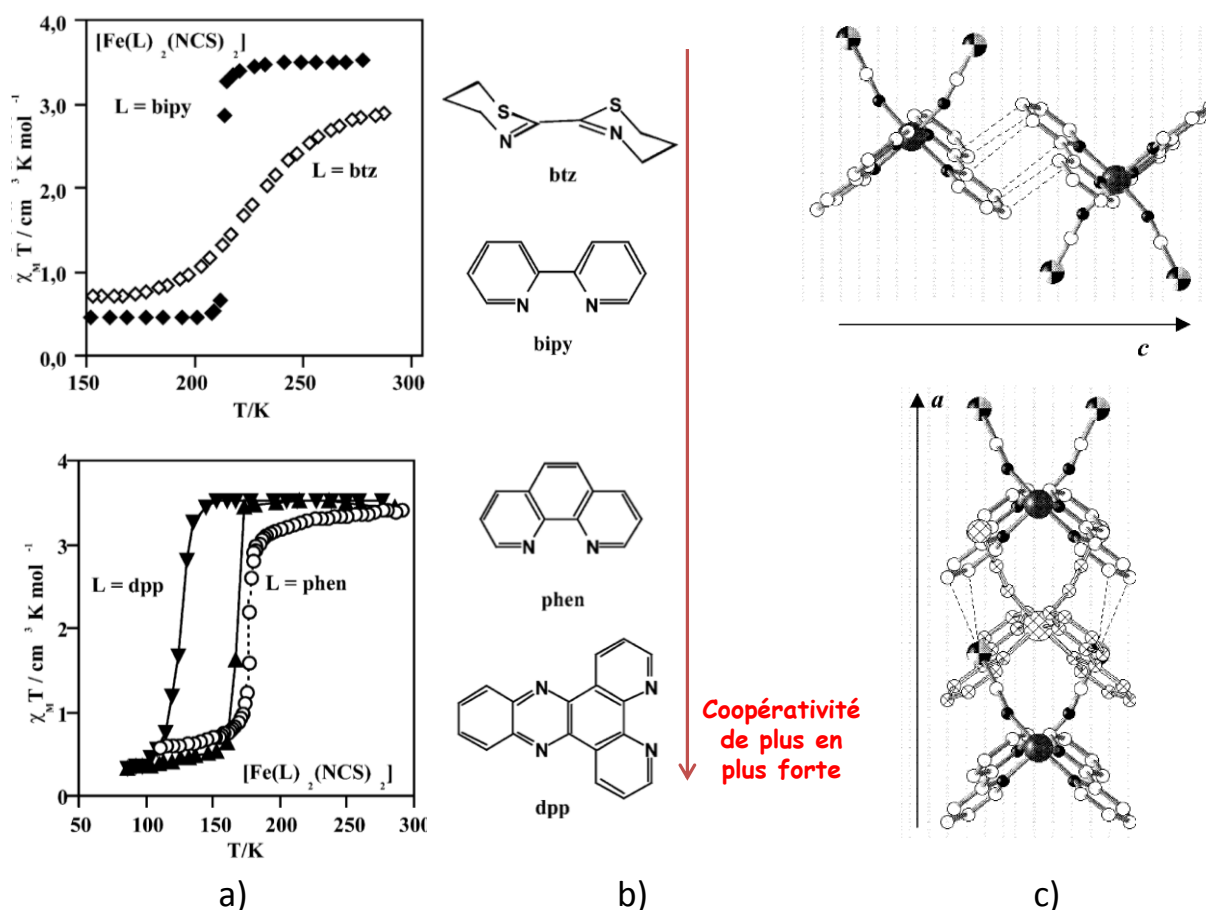 [Fe(L)₂(NCS)₂]
L = bipy
L = btz
χ_M T / cm³ K mol⁻¹
4,0
3,0
2,0
1,0
0,0
150
200
250
300
T/K
L = dpp
L = phen
[Fe(L)₂(NCS)₂]
χ_M T / cm³ K mol⁻¹
4
3
2
1
0
50
100
150
200
250
300
T/K
a)
S
S
N
N
btz
N
N
bipy
N
N
phen
N
N
N
N
dpp
Coopérativité
de plus en
plus forte
b)
c
a
c)